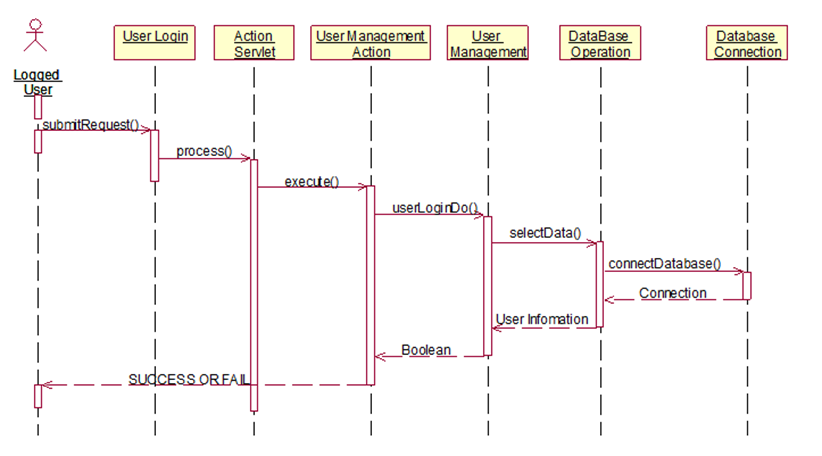 User Login
Action
Servlet
User Management
Action
User
Management
DataBase
Operation
Database
Connection
Logged
User
submitRequest()
process()
execute()
userLoginDo()
selectData()
connectDatabase()
Connection
User Infomation
Boolean
SUCCESS OR FAIL